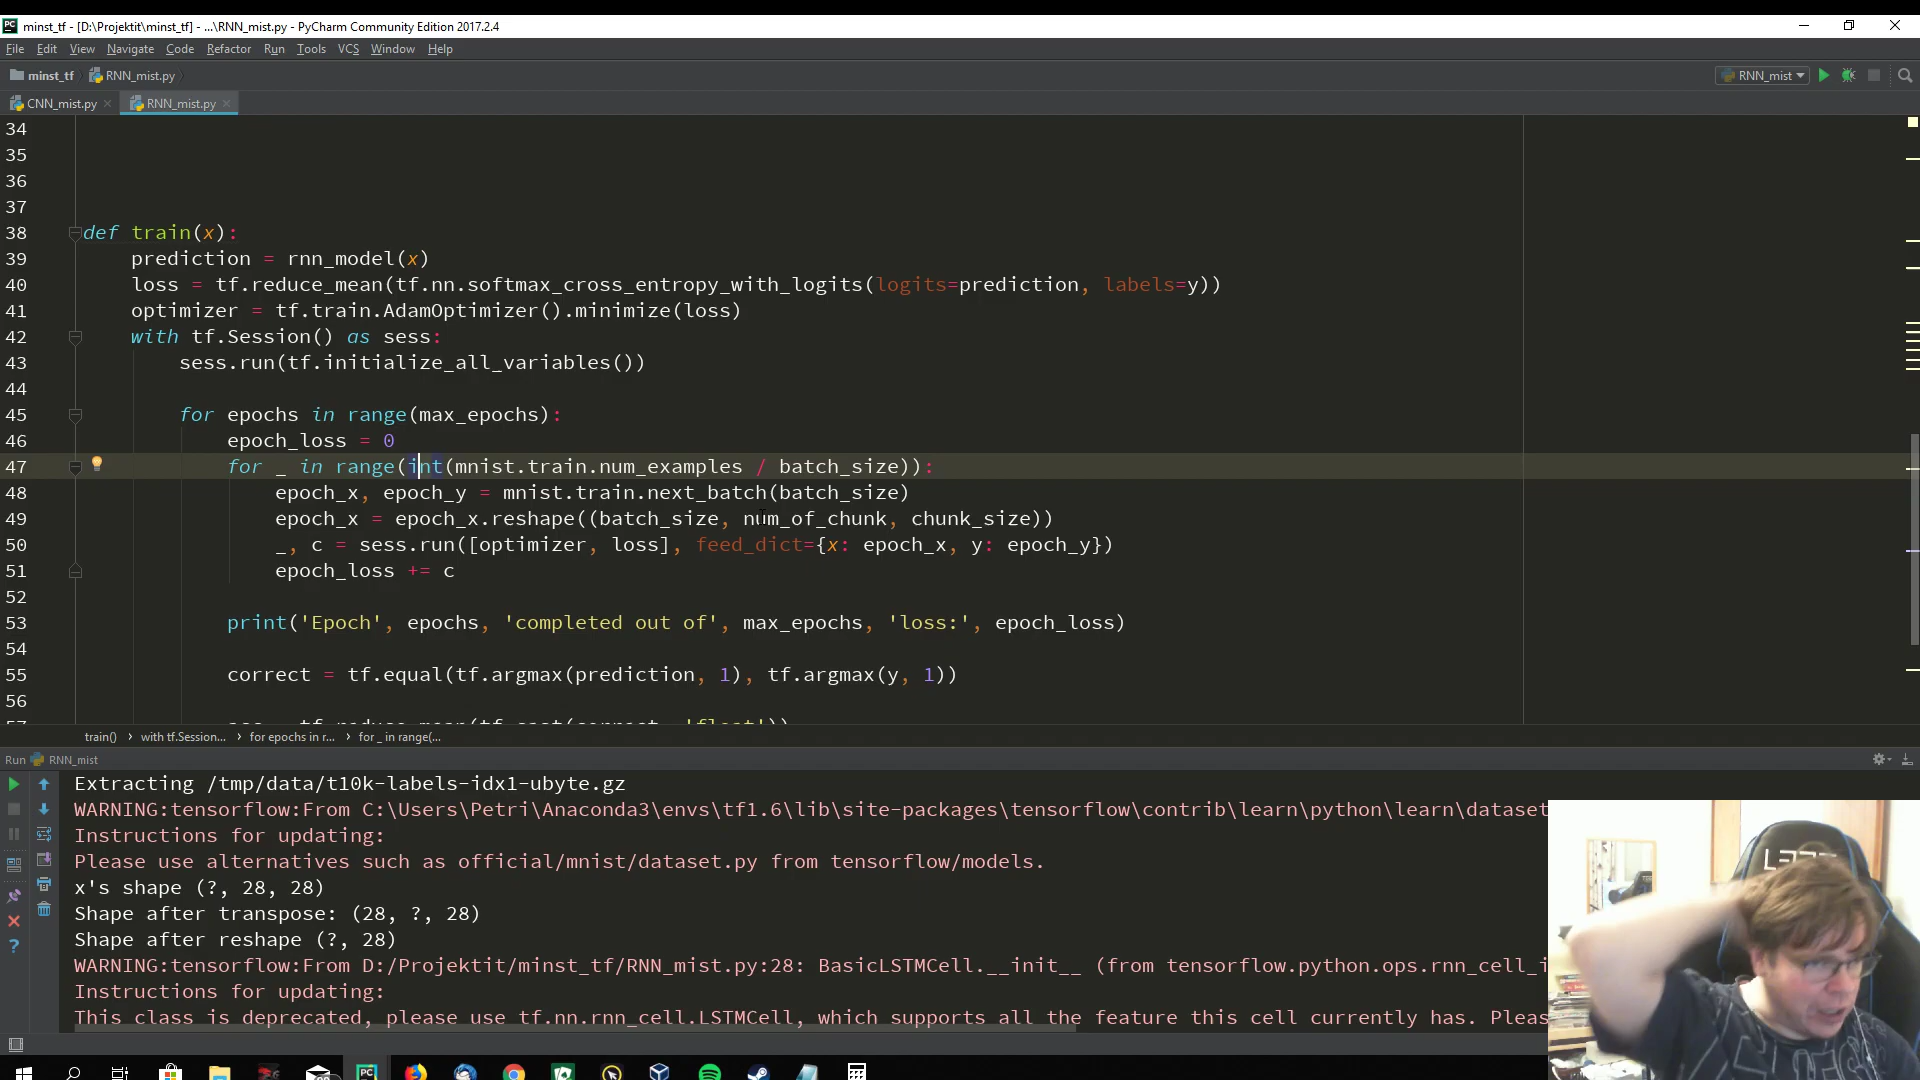 minst_tf - [D:\Projektit\minst_tf] - ...\RNN_mist.py - PyCharm Community Edition 2017.2.4
File Edit View Navigate Code Refactor Run Tools VCS Window Help
minst_tf RNN_mist.py RNN_mist
CNN_mist.py RNN_mist.py
34
35
36
37
38 def train(x):
39 prediction = rnn_model(x)
40 loss = tf.reduce_mean(tf.nn.softmax_cross_entropy_with_logits(logits=prediction, labels=y))
41 optimizer = tf.train.AdamOptimizer().minimize(loss)
42 with tf.Session() as sess:
43 sess.run(tf.initialize_all_variables())
44
45 for epochs in range(max_epochs):
46 epoch_loss = 0
47 for _ in range(int(mnist.train.num_examples / batch_size)):
48 epoch_x, epoch_y = mnist.train.next_batch(batch_size)
49 epoch_x = epoch_x.reshape((batch_size, num_of_chunk, chunk_size))
50 _, c = sess.run([optimizer, loss], feed_dict={x: epoch_x, y: epoch_y})
51 epoch_loss += c
52
53 print('Epoch', epochs, 'completed out of', max_epochs, 'loss:', epoch_loss)
54
55 correct = tf.equal(tf.argmax(prediction, 1), tf.argmax(y, 1))
56
train() with tf.Session... for epochs in r... for _ in range(...
Run RNN_mist
Extracting /tmp/data/t10k-labels-idx1-ubyte.gz
WARNING:tensorflow:From C:\Users\Petri\Anaconda3\envs\tf1.6\lib\site-packages\tensorflow\contrib\learn\python\learn\dataset
Instructions for updating:
Please use alternatives such as official/mnist/dataset.py from tensorflow/models.
x's shape (?, 28, 28)
Shape after transpose: (28, ?, 28)
Shape after reshape (?, 28)
WARNING:tensorflow:From D:/Projektit/minst_tf/RNN_mist.py:28: BasicLSTMCell.__init__ (from tensorflow.python.ops.rnn_cell_i
Instructions for updating:
This class is deprecated, please use tf.nn.rnn_cell.LSTMCell, which supports all the feature this cell currently has. Pleas